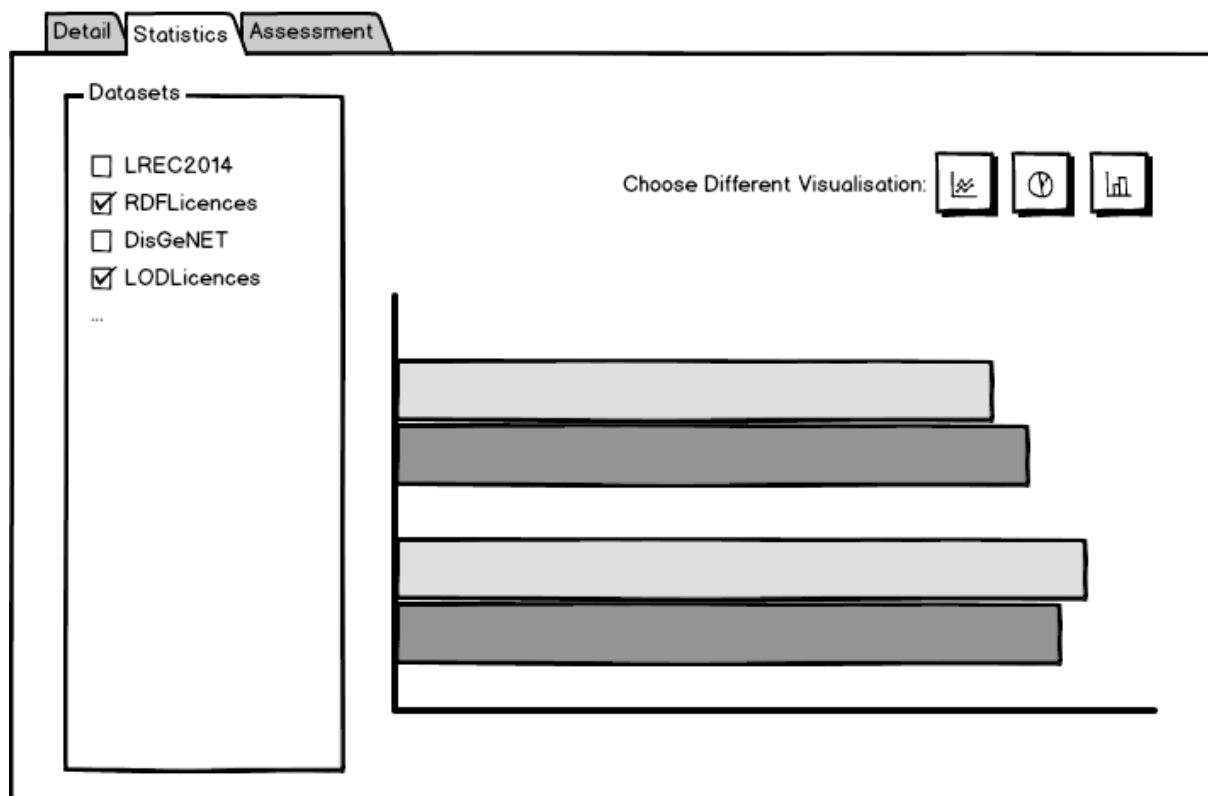 Detail Statistics Assessment
Datasets
LREC2014
Choose Different Visualisation:
RDFLicences
DisGeNET
LODLicences
...